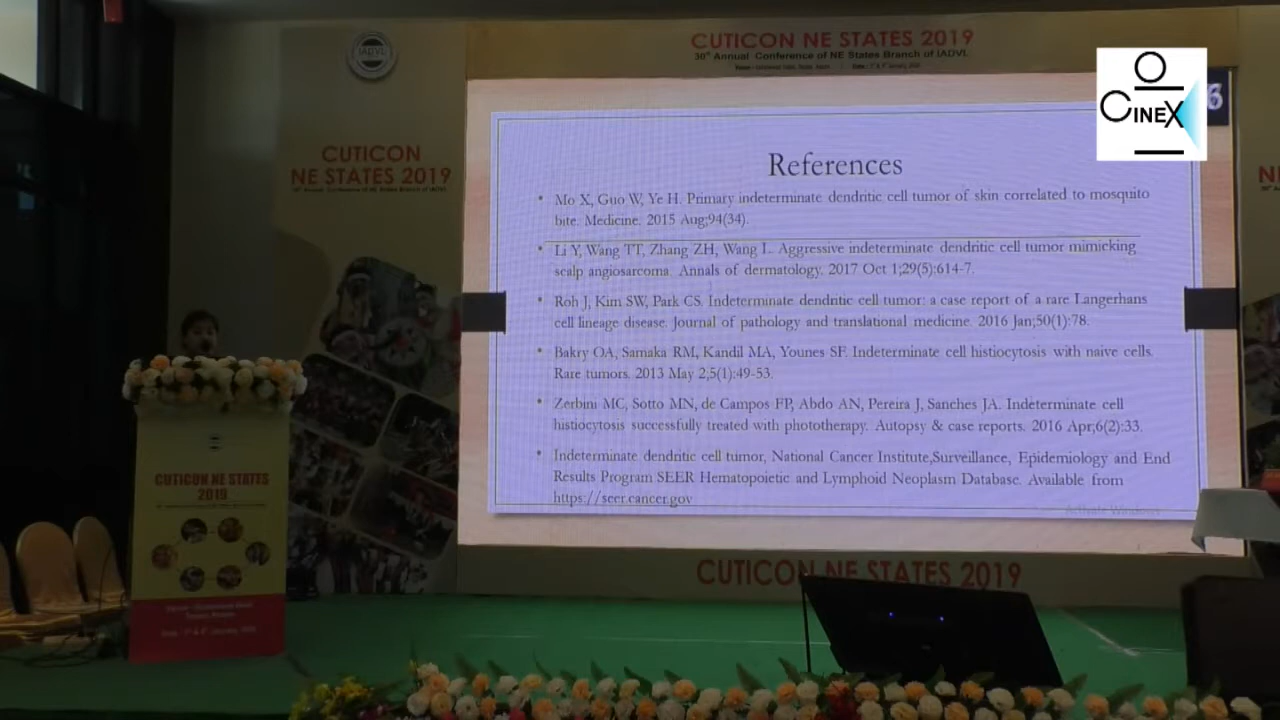 CUTICON NE STATES 2019
30th Annual Conference of NE States Branch of IADVL
IADVL
CUTICON
NE STATES 2019
CINEX
6
References
• Mo X, Guo W, Ye H. Primary indeterminate dendritic cell tumor of skin correlated to mosquito
bite. Medicine. 2015 Aug;94(34).
• Li Y, Wang TT, Zhang ZH, Wang L. Aggressive indeterminate dendritic cell tumor mimicking
scalp angiosarcoma. Annals of dermatology. 2017 Oct 1;29(5):614-7.
• Roh J, Kim SW, Park CS. Indeterminate dendritic cell tumor: a case report of a rare Langerhans
cell lineage disease. Journal of pathology and translational medicine. 2016 Jan;50(1):78.
• Bakry OA, Samaka RM, Kandil MA, Younes SF. Indeterminate cell histiocytosis with naive cells.
Rare tumors. 2013 May 2;5(1):49-53.
• Zerbini MC, Sotto MN, de Campos FP, Abdo AN, Pereira J, Sanches JA. Indeterminate cell
histiocytosis successfully treated with phototherapy. Autopsy & case reports. 2016 Apr;6(2):33.
• Indeterminate dendritic cell tumor, National Cancer Institute,Surveillance, Epidemiology and End
Results Program SEER Hematopoietic and Lymphoid Neoplasm Database. Available from
https://seer.cancer.gov
Activate Windows
CUTICON NE STATES 2019
CUTICON NE STATES
2019